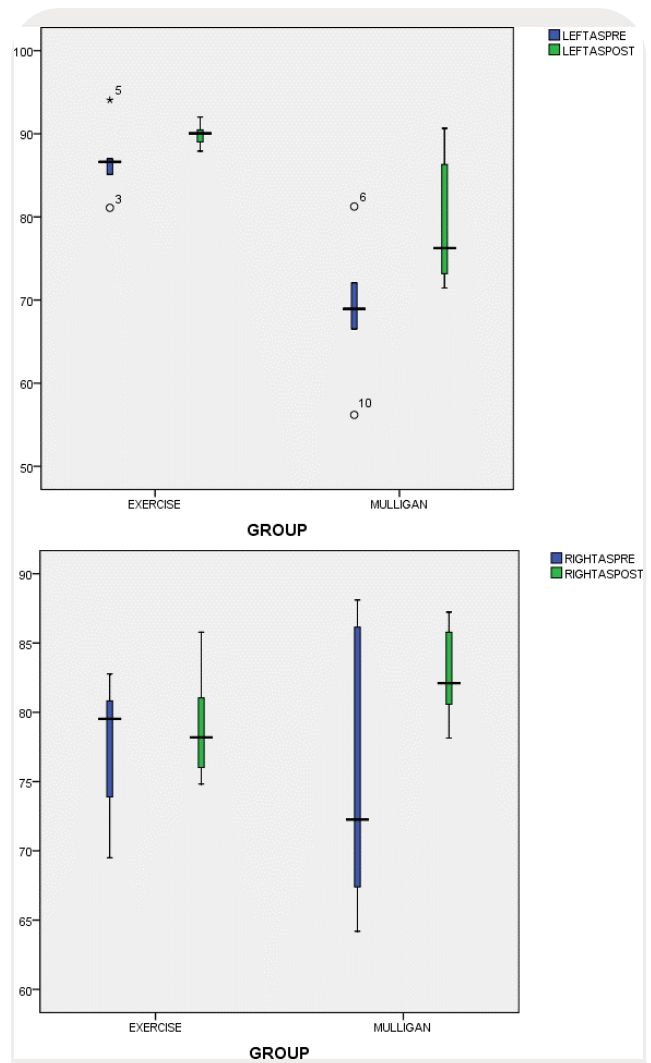 LEFTASPRE
LEFTASPOST
100
90
80
70
60
50
*5
3
6
10
EXERCISE MULLIGAN
GROUP
RIGHTASPRE
RIGHTASPOST
90
85
80
75
70
65
60
EXERCISE MULLIGAN
GROUP